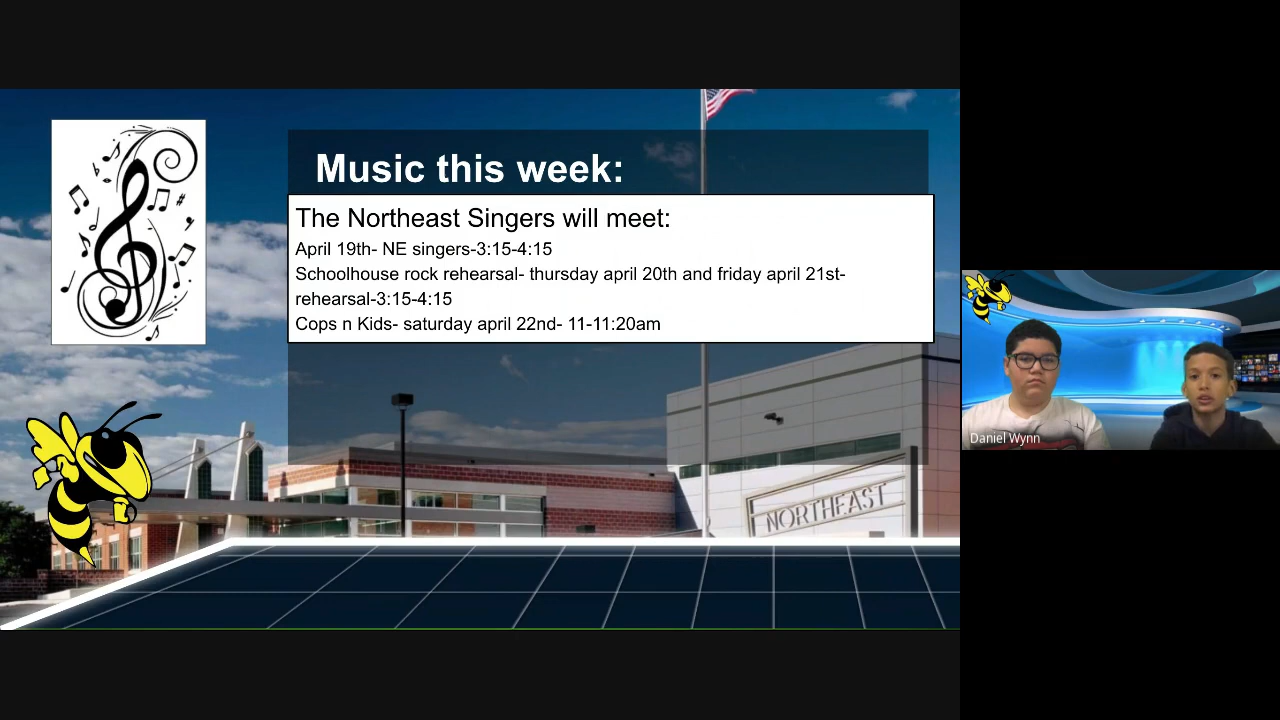 Music this week:
The Northeast Singers will meet:
April 19th- NE singers-3:15-4:15
Schoolhouse rock rehearsal- thursday april 20th and friday april 21st-
rehearsal-3:15-4:15
Cops n Kids- saturday april 22nd- 11-11:20am
NORTHEAST
Daniel Wynn